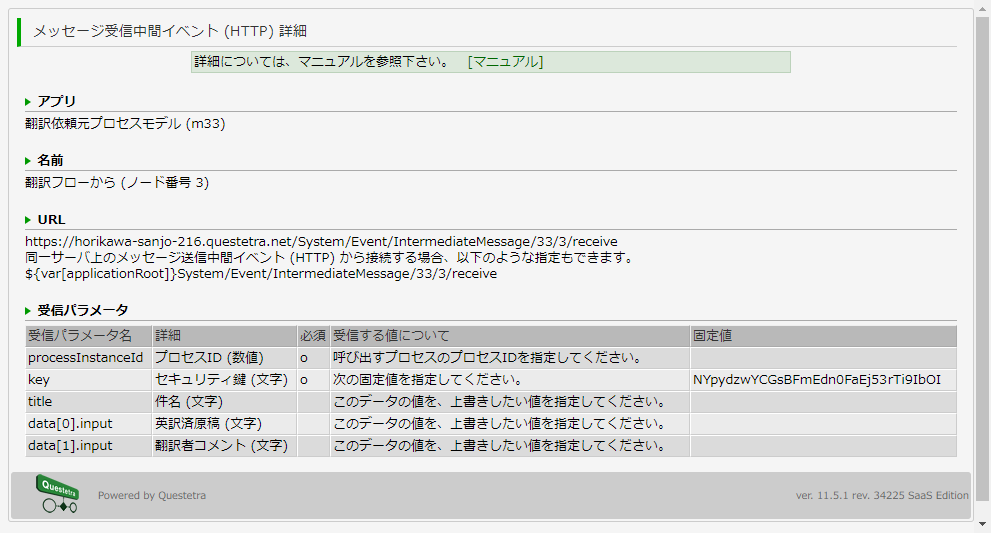 メッセージ受信中間イベント (HTTP) 詳細
詳細については、マニュアルを参照下さい。 [マニュアル]
アプリ
翻訳依頼元プロセスモデル (m33)
名前
翻訳フローから (ノード番号 3)
URL
https://horikawa-sanjo-216.questetra.net/System/Event/IntermediateMessage/33/3/receive
同一サーバ上のメッセージ送信中間イベント (HTTP) から接続する場合、以下のような指定もできます。
${var[applicationRoot]}System/Event/IntermediateMessage/33/3/receive
受信パラメータ
受信パラメータ名 詳細 必須 受信する値について 固定値
processInstanceId プロセスID (数値) o 呼び出すプロセスのプロセスIDを指定してください。
key セキュリティ鍵 (文字) o 次の固定値を指定してください。 NYpydzwYCGsBFmEdn0FaEj53rTi9IbOI
title 件名 (文字) このデータの値を、上書きしたい値を指定してください。
data[0].input 英訳済原稿 (文字) このデータの値を、上書きしたい値を指定してください。
data[1].input 翻訳者コメント (文字) このデータの値を、上書きしたい値を指定してください。
Questetra Powered by Questetra ver. 11.5.1 rev. 34225 SaaS Edition